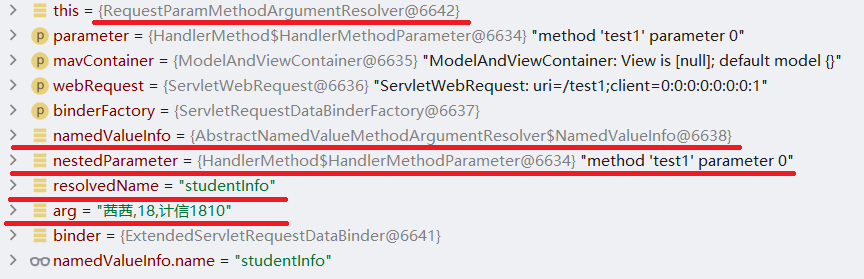 this = {RequestParamMethodArgumentResolver@6642}
parameter = {HandlerMethod$HandlerMethodParameter@6634} "method 'test1' parameter 0"
mavContainer = {ModelAndViewContainer@6635} "ModelAndViewContainer: View is [null]; default model {}"
webRequest = {ServletWebRequest@6636} "ServletWebRequest: uri=/test1;client=0:0:0:0:0:0:0:1"
binderFactory = {ServletRequestDataBinderFactory@6637}
namedValueInfo = {AbstractNamedValueMethodArgumentResolver$NamedValueInfo@6638}
nestedParameter = {HandlerMethod$HandlerMethodParameter@6634} "method 'test1' parameter 0"
resolvedName = "studentInfo"
arg = "茜茜,18,计信1810"
binder = {ExtendedServletRequestDataBinder@6641}
namedValueInfo.name = "studentInfo"